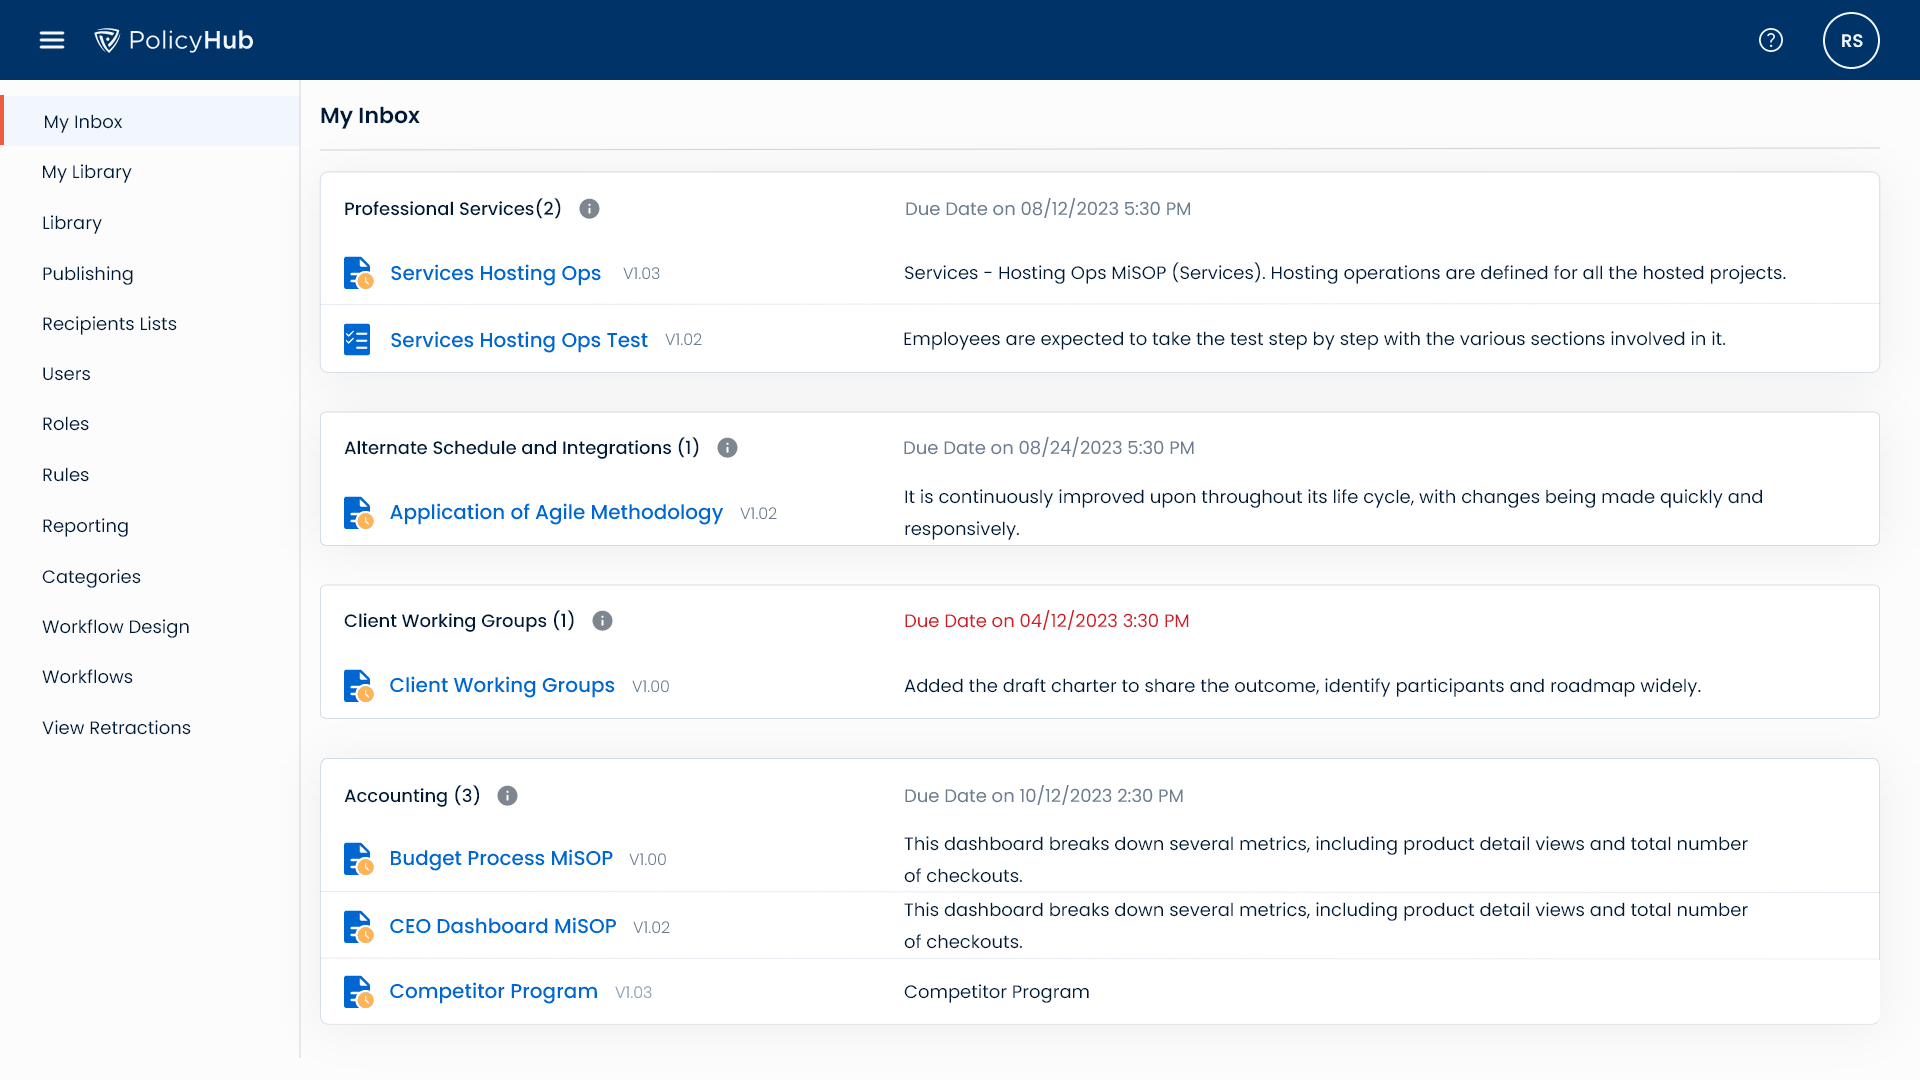 PolicyHub
RS
My Inbox
My Library
Library
Publishing
Recipients Lists
Users
Roles
Rules
Reporting
Categories
Workflow Design
Workflows
View Retractions
My Inbox
Professional Services(2)
Due Date on 08/12/2023 5:30 PM
Services Hosting Ops V1.03
Services - Hosting Ops MiSOP (Services). Hosting operations are defined for all the hosted projects.
Services Hosting Ops Test V1.02
Employees are expected to take the test step by step with the various sections involved in it.
Alternate Schedule and Integrations (1)
Due Date on 08/24/2023 5:30 PM
Application of Agile Methodology V1.02
It is continuously improved upon throughout its life cycle, with changes being made quickly and
responsively.
Client Working Groups (1)
Due Date on 04/12/2023 3:30 PM
Client Working Groups V1.00
Added the draft charter to share the outcome, identify participants and roadmap widely.
Accounting (3)
Due Date on 10/12/2023 2:30 PM
Budget Process MiSOP V1.00
This dashboard breaks down several metrics, including product detail views and total number
of checkouts.
CEO Dashboard MiSOP V1.02
This dashboard breaks down several metrics, including product detail views and total number
of checkouts.
Competitor Program V1.03
Competitor Program